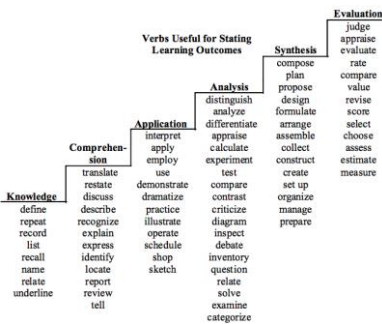 Verbs Useful for Stating
Learning Outcomes
Knowledge
define
repeat
record
list
recall
name
relate
underline
Comprehen-
sion
translate
restate
discuss
describe
recognize
explain
express
identify
locate
report
review
tell
Application
interpret
apply
employ
use
demonstrate
dramatize
practice
illustrate
operate
schedule
shop
sketch
Analysis
distinguish
analyze
differentiate
appraise
calculate
experiment
test
compare
contrast
criticize
diagram
inspect
debate
inventory
question
relate
solve
examine
categorize
Synthesis
compose
plan
propose
design
formulate
arrange
assemble
collect
construct
create
set up
organize
manage
prepare
Evaluation
judge
appraise
evaluate
rate
compare
value
revise
score
select
choose
assess
estimate
measure